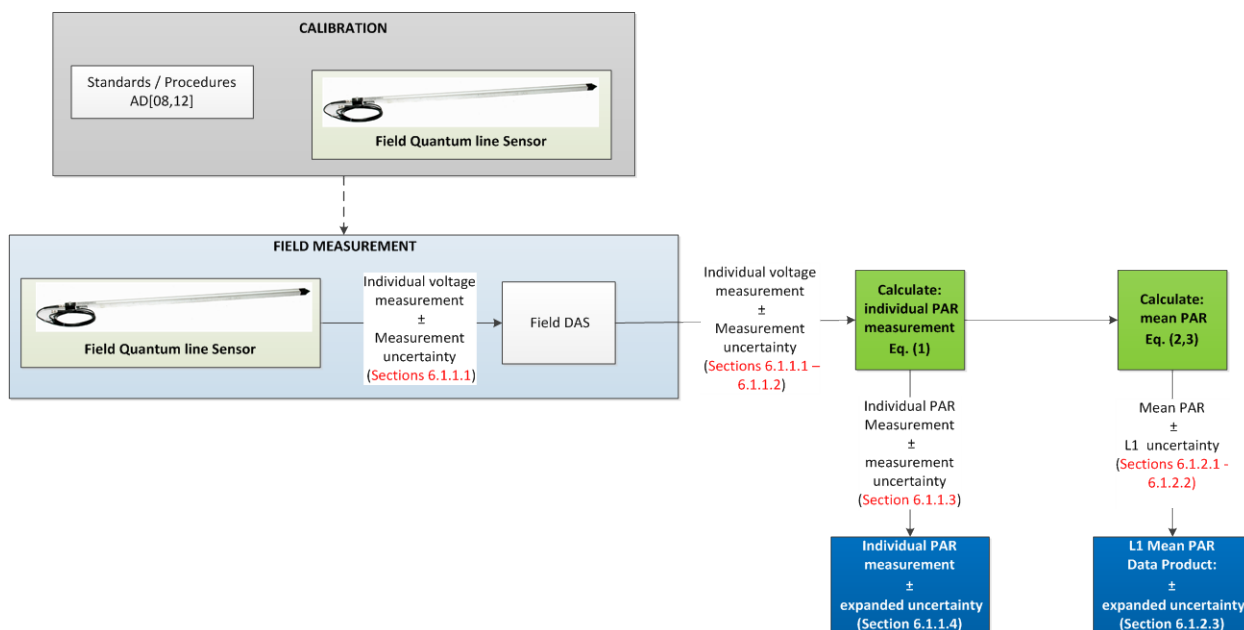 CALIBRATION
Standards / Procedures
AD[08,12]
Field Quantum line Sensor
FIELD MEASUREMENT
Field Quantum line Sensor
Individual voltage
measurement
±
Measurement
uncertainty
(Sections 6.1.1.1)
Field DAS
Individual voltage
measurement
±
Measurement
uncertainty
(Sections 6.1.1.1 –
6.1.1.2)
Calculate:
individual PAR
measurement
Eq. (1)
Calculate:
mean PAR
Eq. (2,3)
Individual PAR
Measurement
±
measurement
uncertainty
(Section 6.1.1.3)
Mean PAR
±
L1 uncertainty
(Sections 6.1.2.1 -
6.1.2.2)
Individual PAR
measurement
±
expanded uncertainty
(Section 6.1.1.4)
L1 Mean PAR
Data Product:
±
expanded uncertainty
(Section 6.1.2.3)